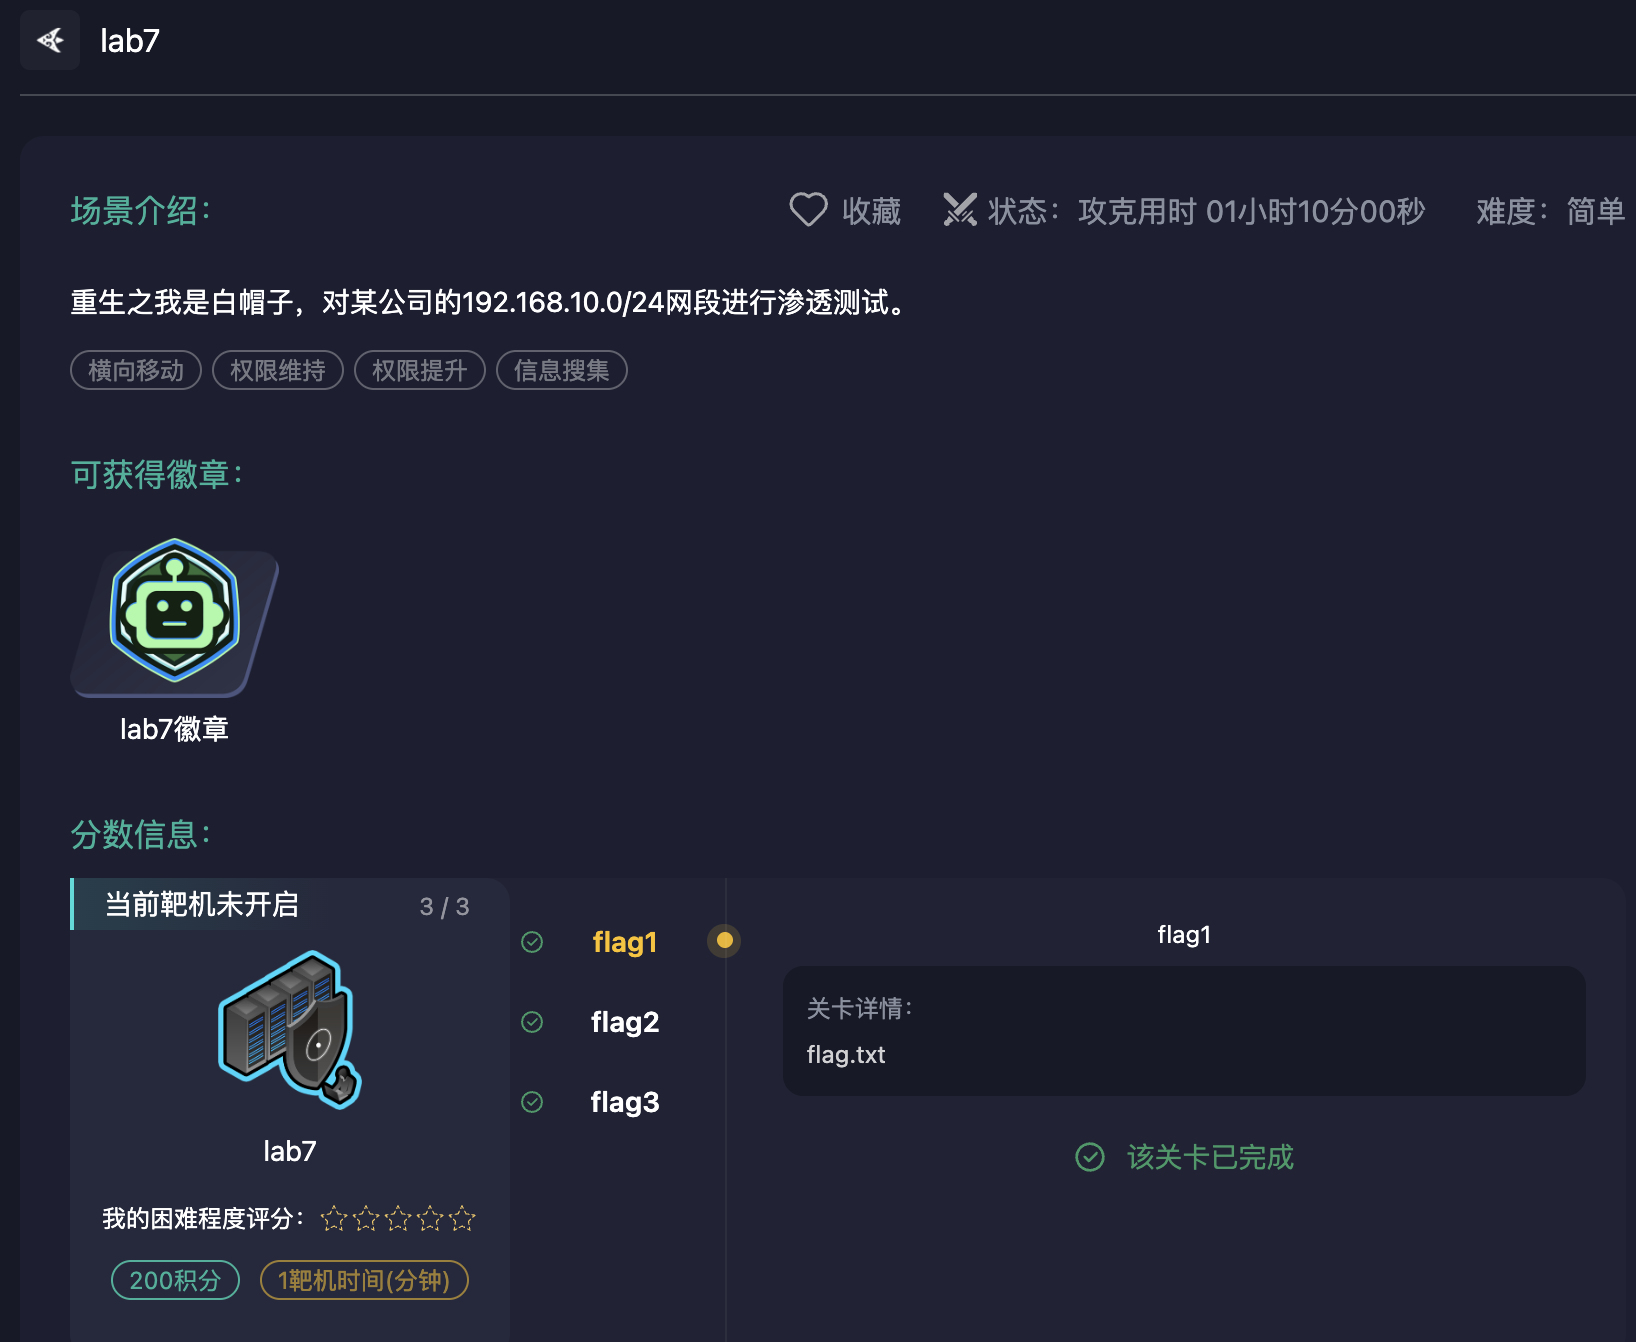 lab7
场景介绍：
收藏
状态：攻克用时 01小时10分00秒
难度：简单
重生之我是白帽子，对某公司的192.168.10.0/24网段进行渗透测试。
横向移动
权限维持
权限提升
信息搜集
可获得徽章：
lab7徽章
分数信息：
当前靶机未开启
3 / 3
lab7
我的困难程度评分：
200积分
1靶机时间(分钟)
flag1
flag2
flag3
flag1
关卡详情：
flag.txt
该关卡已完成